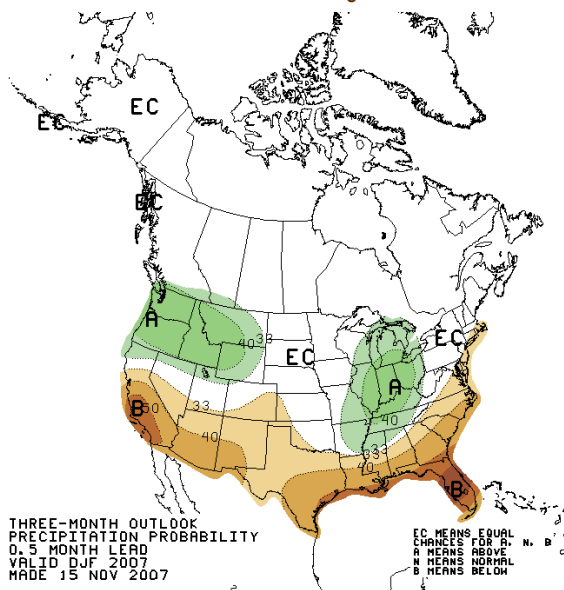 EC
EC
EC
A
40 33
EC
EC
A
B 50
33
40
40
33
40
B
THREE-MONTH OUTLOOK
PRECIPITATION PROBABILITY
0.5 MONTH LEAD
VALID DJF 2007
MADE 15 NOV 2007
EC MEANS EQUAL
CHANCES FOR A, N, B
A MEANS ABOVE
N MEANS NORMAL
B MEANS BELOW